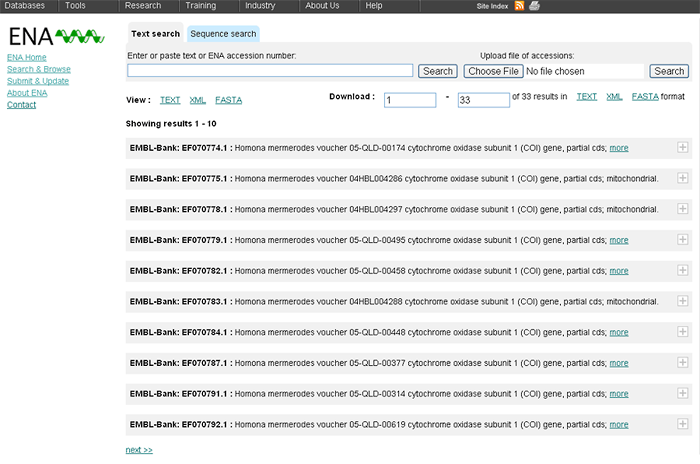 Databases Tools Research Training Industry About Us Help Site Index
ENA
Text search Sequence search
ENA Home
Search & Browse
Submit & Update
About ENA
Contact
Enter or paste text or ENA accession number: Upload file of accessions:
Search Choose File No file chosen Search
View : TEXT XML FASTA Download : 1 - 33 of 33 results in TEXT XML FASTA format
Showing results 1 - 10
EMBL-Bank: EF070774.1 : Homona mermerodes voucher 05-QLD-00174 cytochrome oxidase subunit 1 (COI) gene, partial cds; more
EMBL-Bank: EF070775.1 : Homona mermerodes voucher 04HBL004286 cytochrome oxidase subunit 1 (COI) gene, partial cds; mitochondrial.
EMBL-Bank: EF070778.1 : Homona mermerodes voucher 04HBL004297 cytochrome oxidase subunit 1 (COI) gene, partial cds; mitochondrial.
EMBL-Bank: EF070779.1 : Homona mermerodes voucher 05-QLD-00495 cytochrome oxidase subunit 1 (COI) gene, partial cds; more
EMBL-Bank: EF070782.1 : Homona mermerodes voucher 05-QLD-00458 cytochrome oxidase subunit 1 (COI) gene, partial cds; more
EMBL-Bank: EF070783.1 : Homona mermerodes voucher 04HBL004288 cytochrome oxidase subunit 1 (COI) gene, partial cds; mitochondrial.
EMBL-Bank: EF070784.1 : Homona mermerodes voucher 05-QLD-00448 cytochrome oxidase subunit 1 (COI) gene, partial cds; more
EMBL-Bank: EF070787.1 : Homona mermerodes voucher 05-QLD-00377 cytochrome oxidase subunit 1 (COI) gene, partial cds; more
EMBL-Bank: EF070791.1 : Homona mermerodes voucher 05-QLD-00314 cytochrome oxidase subunit 1 (COI) gene, partial cds; more
EMBL-Bank: EF070792.1 : Homona mermerodes voucher 05-QLD-00619 cytochrome oxidase subunit 1 (COI) gene, partial cds; more
next >>